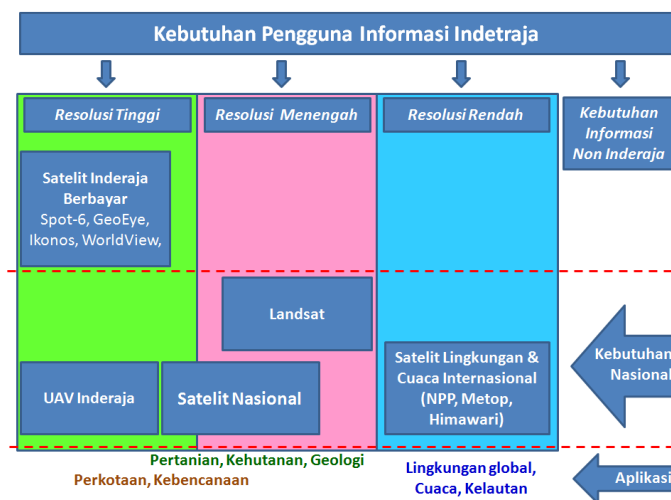 Kebutuhan Pengguna Informasi Indetraja
Resolusi Tinggi
Resolusi Menengah
Resolusi Rendah
Kebutuhan
Informasi
Non Inderaja
Satelit Inderaja
Berbayar
Spot-6, GeoEye,
Ikonos, WorldView,
Landsat
Satelit Lingkungan &
Cuaca Internasional
(NPP, Metop,
Himawari)
Kebutuhan
Nasional
UAV Inderaja
Satelit Nasional
Pertanian, Kehutanan, Geologi
Perkotaan, Kebencanaan
Lingkungan global,
Cuaca, Kelautan
Aplikasi